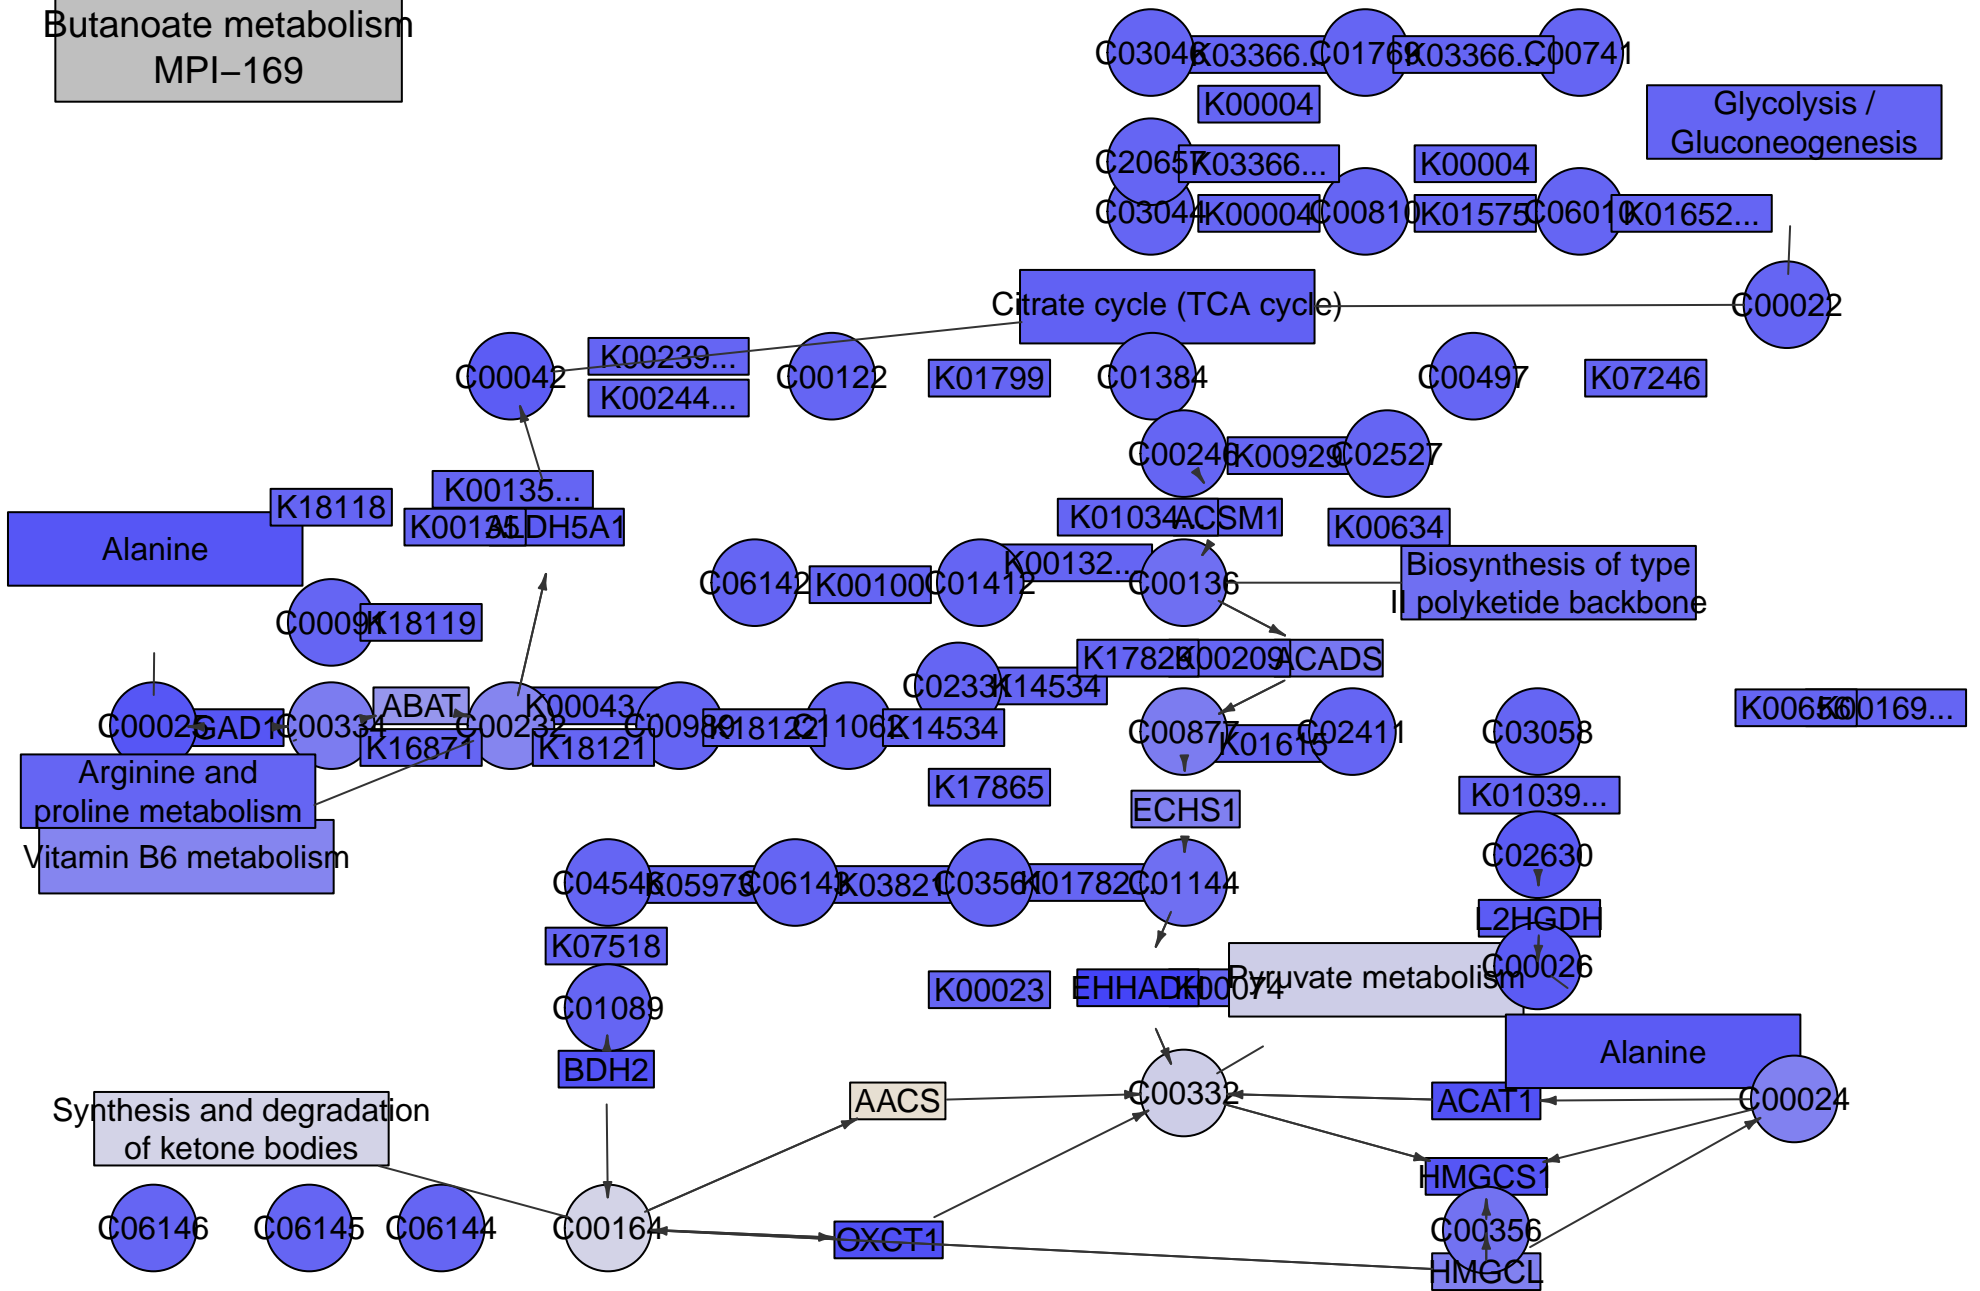 Butanoate metabolism
MPI–169
C03046
K03366...
C01769
K03366...
C00741
K00004
Glycolysis /
Gluconeogenesis
C20657
K03366...
K00004
C03044
K00004
C00810
K01575
C06010
K01652...
Citrate cycle (TCA cycle)
C00022
K00239...
C00042
C00122
K01799
C01384
C00497
K07246
K00244...
C00246
K00929
C02527
K00135...
K18118
K01034...
ACSM1
K00634
K00135
ALDH5A1
Alanine
K00132...
Biosynthesis of type
II polyketide backbone
C06142
K00100
C01412
C00136
C00091
K18119
K17829
K00209
ACADS
C02331
K14534
ABAT
K00043...
K00656
K00169...
C00025
GAD1
C00334
C00232
C00989
K18122
C11062
K14534
C00877
K01615
C02411
C03058
K16871
K18121
Arginine and
proline metabolism
K17865
K01039...
ECHS1
Vitamin B6 metabolism
C02630
C04546
K05973
C06143
K03821
C03561
K01782...
C01144
L2HGDH
K07518
C00026
Pyruvate metabolism
K00023
EHHADH
K00074
C01089
Alanine
BDH2
AACS
C00332
ACAT1
C00024
Synthesis and degradation
of ketone bodies
HMGCS1
C06146
C06145
C06144
C00164
OXCT1
C00356
HMGCL